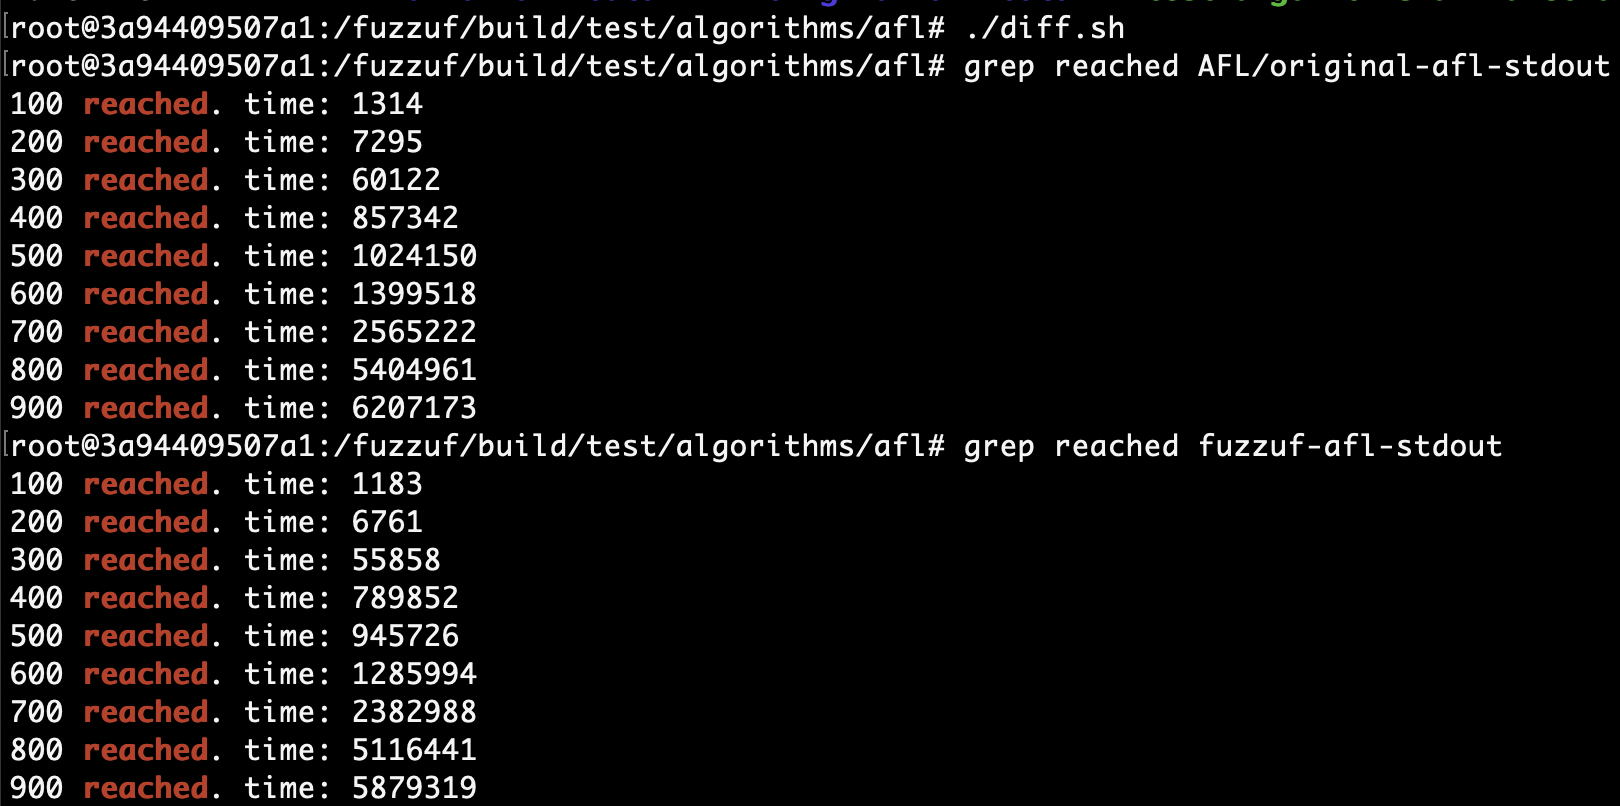 [root@3a94409507a1:/fuzzuf/build/test/algorithms/afl# ./diff.sh
[root@3a94409507a1:/fuzzuf/build/test/algorithms/afl# grep reached AFL/original-afl-stdout
100 reached. time: 1314
200 reached. time: 7295
300 reached. time: 60122
400 reached. time: 857342
500 reached. time: 1024150
600 reached. time: 1399518
700 reached. time: 2565222
800 reached. time: 5404961
900 reached. time: 6207173
[root@3a94409507a1:/fuzzuf/build/test/algorithms/afl# grep reached fuzzuf-afl-stdout
100 reached. time: 1183
200 reached. time: 6761
300 reached. time: 55858
400 reached. time: 789852
500 reached. time: 945726
600 reached. time: 1285994
700 reached. time: 2382988
800 reached. time: 5116441
900 reached. time: 5879319